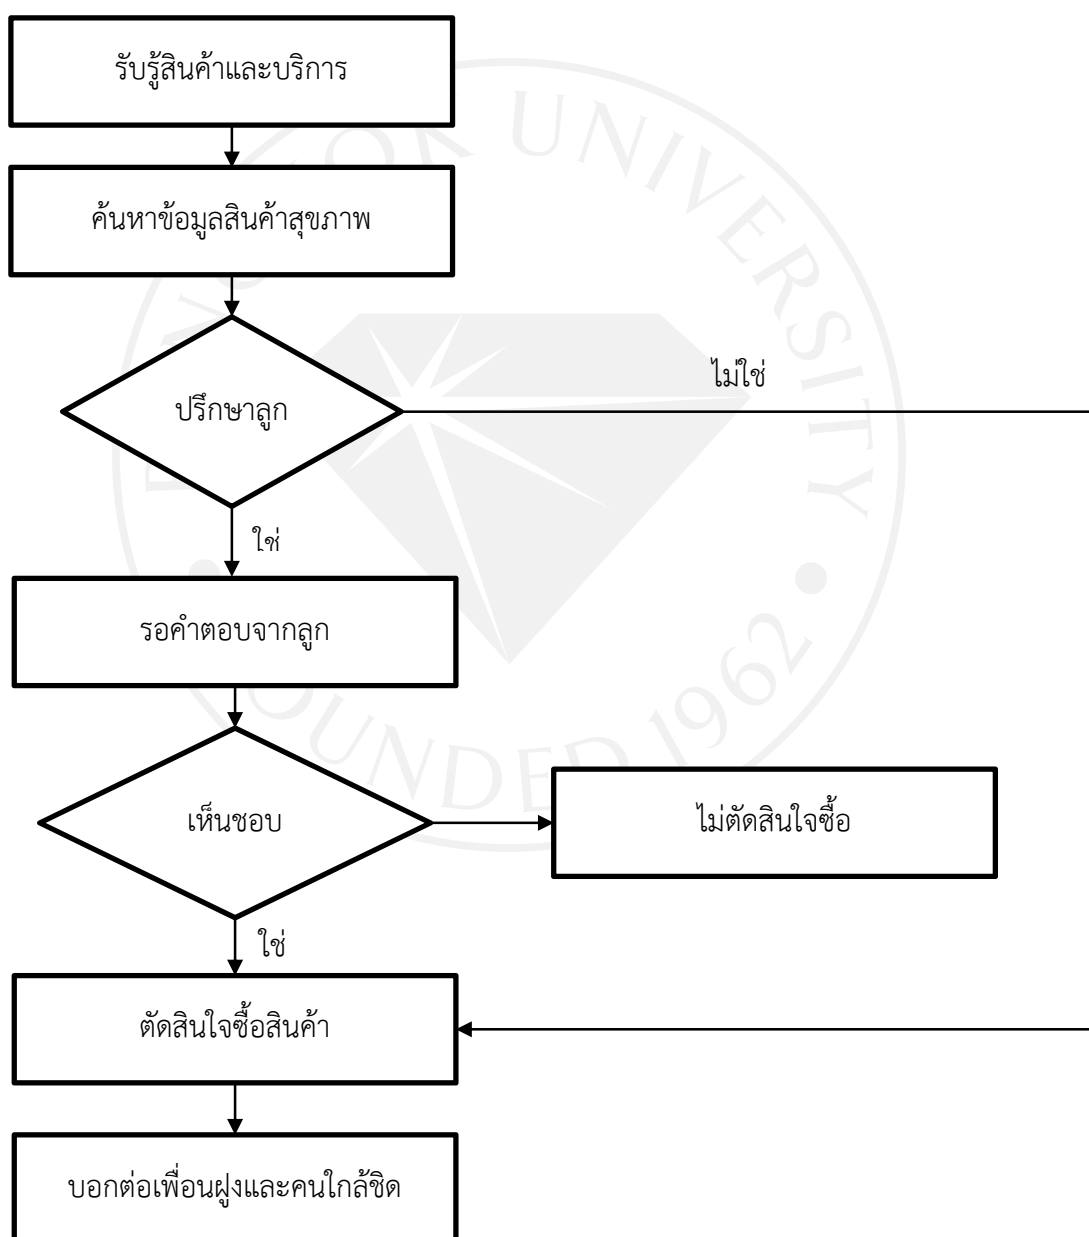 รับรู้สินค้าและบริการ
ค้นหาข้อมูลสินค้าสุขภาพ
ปรึกษาลูก
ไม่ใช่
ใช่
รอคำตอบจากลูก
เห็นชอบ
ไม่ตัดสินใจซื้อ
ใช่
ตัดสินใจซื้อสินค้า
บอกต่อเพื่อนฝูงและคนใกล้ชิด
UNIVERSITY
FOUNDED 1962